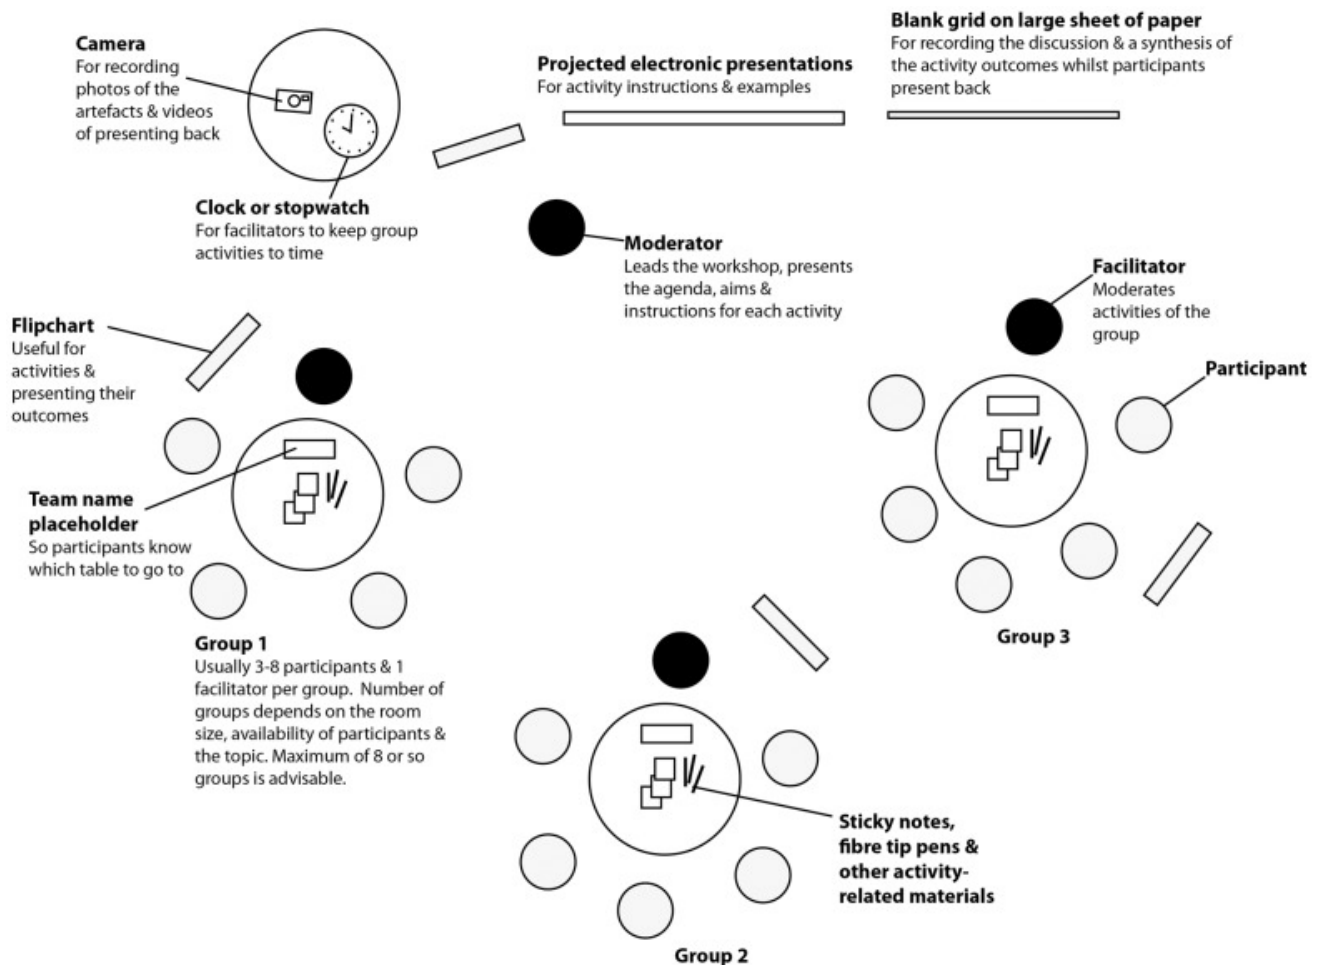 Camera
For recording
photos of the
artefacts & videos
of presenting back
Clock or stopwatch
For facilitators to keep group
activities to time
Projected electronic presentations
For activity instructions & examples
Blank grid on large sheet of paper
For recording the discussion & a synthesis of
the activity outcomes whilst participants
present back
Moderator
Leads the workshop, presents
the agenda, aims &
instructions for each activity
Facilitator
Moderates
activities of the
group
Participant
Flipchart
Useful for
activities &
presenting their
outcomes
Team name
placeholder
So participants know
which table to go to
Group 1
Usually 3-8 participants & 1
facilitator per group. Number of
groups depends on the room
size, availability of participants &
the topic. Maximum of 8 or so
groups is advisable.
Group 3
Sticky notes,
fibre tip pens &
other activity-
related materials
Group 2